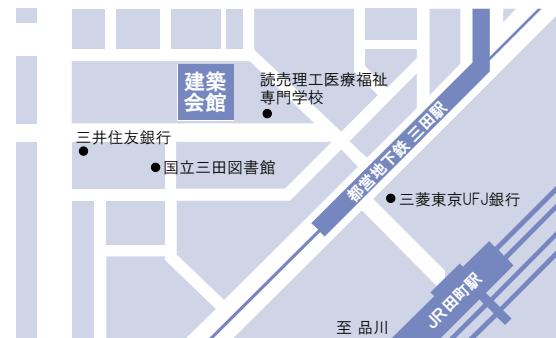 建築
会館
読売理工医療福祉
専門学校
三井住友銀行
国立三田図書館
都営地下鉄 三田駅
三菱東京UFJ銀行
JR田町駅
至 品川